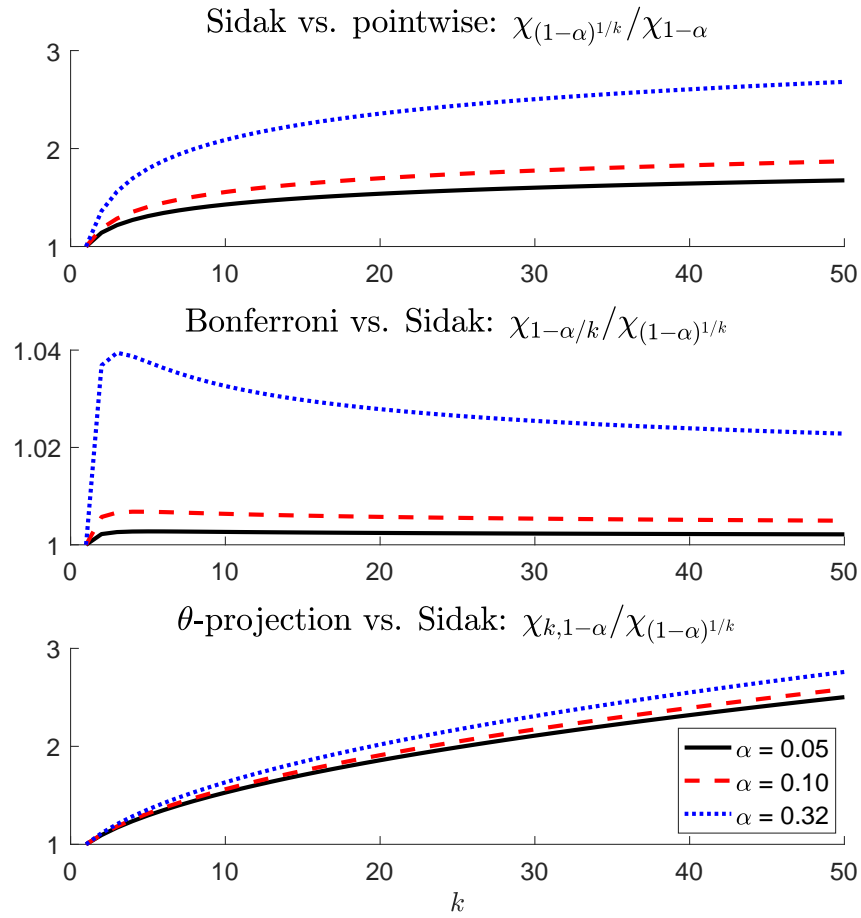 Sidak vs. pointwise: χ_{(1−α)^{1/k}}/χ_{1−α}
3
2
1
0 10 20 30 40 50
Bonferroni vs. Sidak: χ_{1−α/k}/χ_{(1−α)^{1/k}}
1.04
1.02
1
0 10 20 30 40 50
θ-projection vs. Sidak: χ_{k,1−α}/χ_{(1−α)^{1/k}}
3
2
1
α = 0.05
α = 0.10
α = 0.32
0 10 20 30 40 50
k